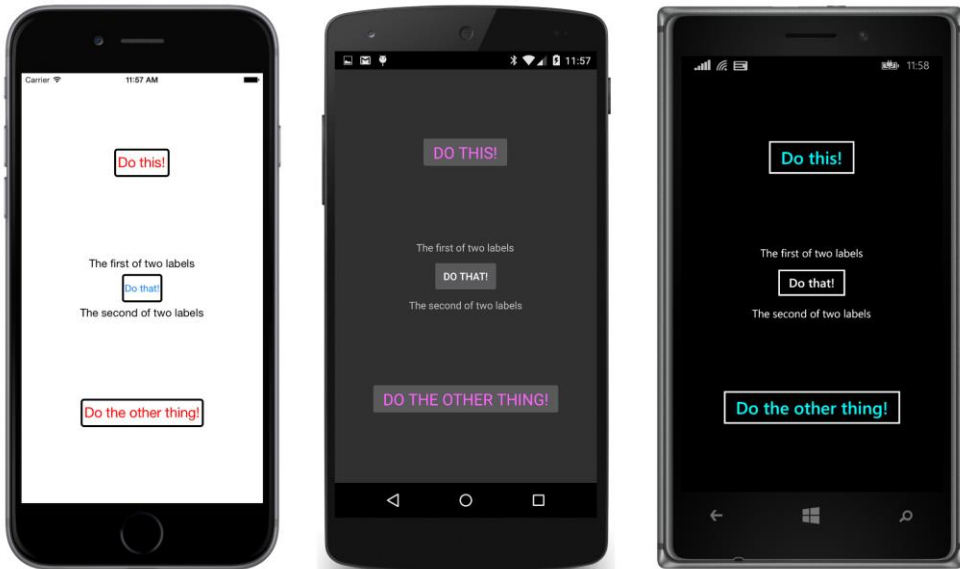 Carrier
11:57 AM
Do this!
The first of two labels
Do that!
The second of two labels
Do the other thing!
11:57
DO THIS!
The first of two labels
DO THAT!
The second of two labels
DO THE OTHER THING!
11:58
Do this!
The first of two labels
Do that!
The second of two labels
Do the other thing!